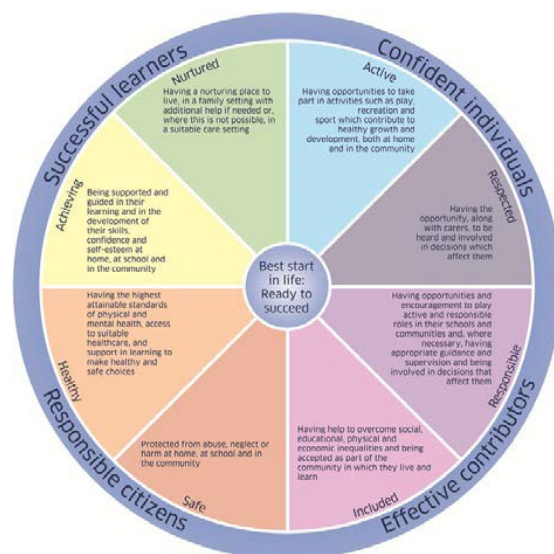 Successful learners
Confident individuals
Nurtured
Having a nurturing place to
live, in a family setting with
additional help if needed or,
where this is not possible, in
a suitable care setting
Active
Having opportunities to take
part in activities such as play,
recreation and
sport which contribute to
healthy growth and
development, both at home
and in the community
Achieving
Being supported and
guided in their
learning and in the
development of
their skills,
confidence and
self-esteem at
home, at school and
in the community
Respected
Having the
opportunity, along
with carers, to be
heard and involved
in decisions which
affect them
Best start
in life:
Ready to
succeed
Healthy
Having the highest
attainable standards
of physical and
mental health, access
to suitable
healthcare, and
support in learning to
make healthy and
safe choices
Responsible
Having opportunities and
encouragement to play
active and responsible
roles in their schools and
communities and, where
necessary, having
appropriate guidance and
supervision and being
involved in decisions that
affect them
Safe
Protected from abuse, neglect or
harm at home, at school and in
the community
Included
Having help to overcome social,
educational, physical and
economic inequalities and being
accepted as part of the
community in which they live and
learn
Responsible citizens
Effective contributors